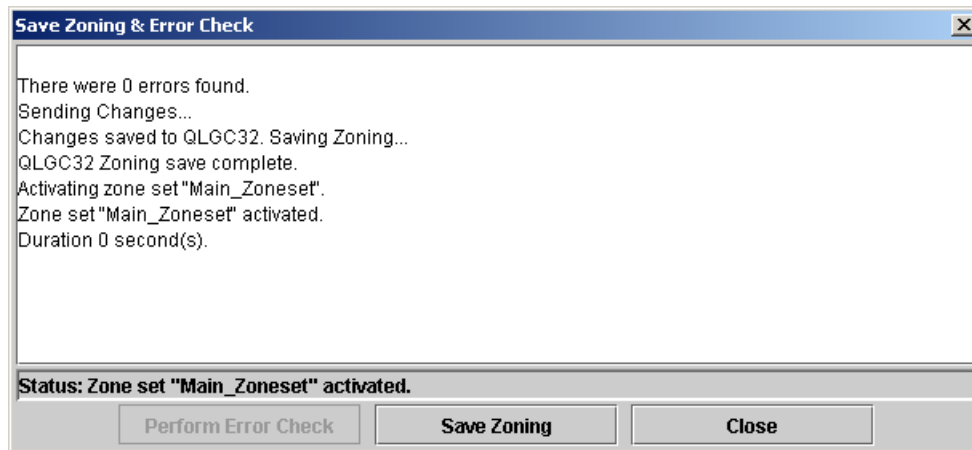 Save Zoning & Error Check
There were 0 errors found.
Sending Changes...
Changes saved to QLGC32. Saving Zoning...
QLGC32 Zoning save complete.
Activating zone set "Main_Zoneset".
Zone set "Main_Zoneset" activated.
Duration 0 second(s).
Status: Zone set "Main_Zoneset" activated.
Perform Error Check Save Zoning Close